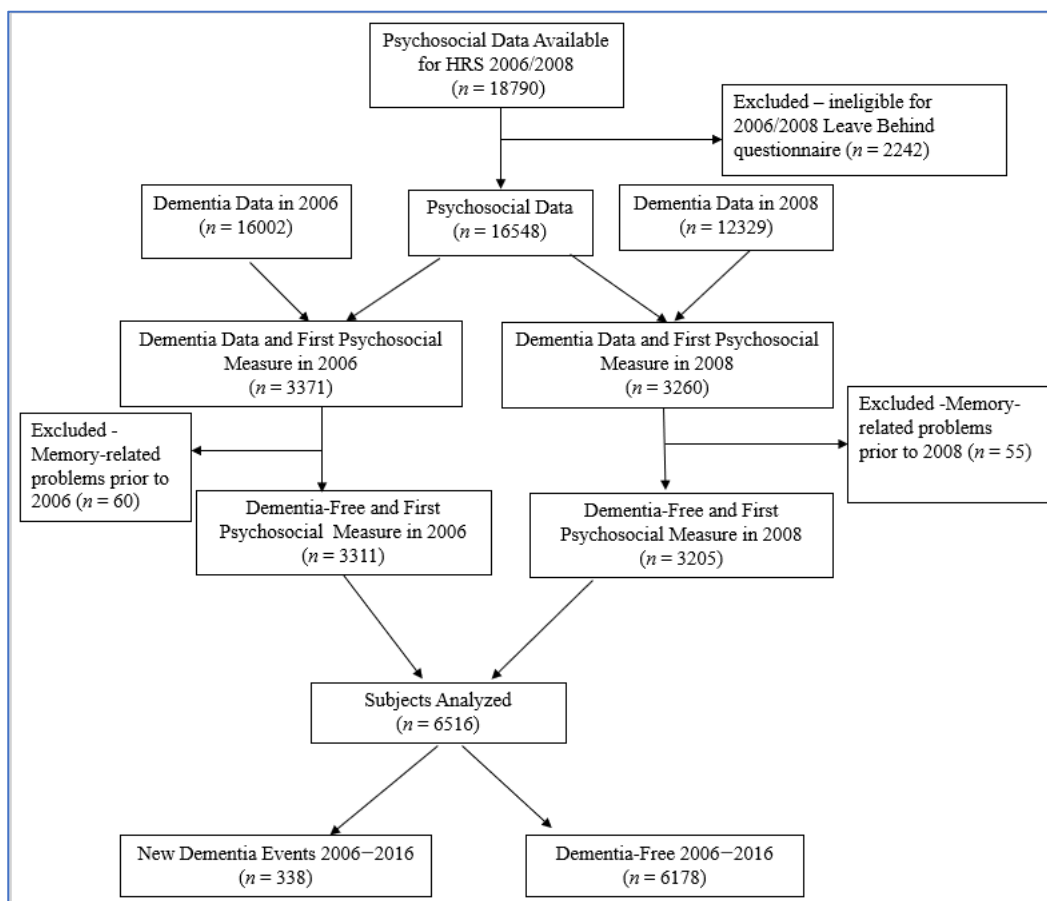 Psychosocial Data Available
for HRS 2006/2008
(n = 18790)
Excluded – ineligible for
2006/2008 Leave Behind
questionnaire (n = 2242)
Dementia Data in 2006
(n = 16002)
Psychosocial Data
(n = 16548)
Dementia Data in 2008
(n = 12329)
Dementia Data and First Psychosocial
Measure in 2006
(n = 3371)
Dementia Data and First Psychosocial
Measure in 2008
(n = 3260)
Excluded -
Memory-related
problems prior to
2006 (n = 60)
Excluded -Memory-
related problems
prior to 2008 (n = 55)
Dementia-Free and First
Psychosocial Measure in 2006
(n = 3311)
Dementia-Free and First
Psychosocial Measure in 2008
(n = 3205)
Subjects Analyzed
(n = 6516)
New Dementia Events 2006−2016
(n = 338)
Dementia-Free 2006−2016
(n = 6178)